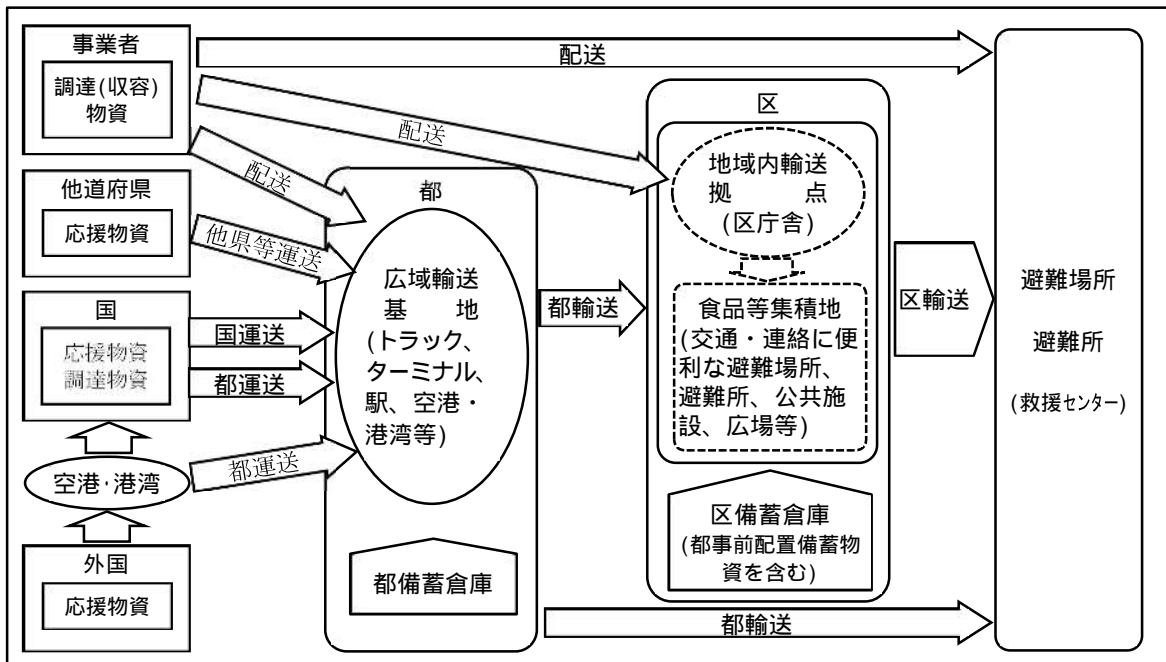 事業者
調達(収容)
物資
配送
配送
配送
他道府県
応援物資
他県等運送
国
応援物資
調達物資
国運送
都運送
空港・港湾
都運送
外国
応援物資
都
広域輸送
基　　地
(トラック、
ターミナル、
駅、空港・
港湾等)
都備蓄倉庫
都輸送
区
地域内輸送
拠　　点
(区庁舎)
食品等集積地
(交通・連絡に便
利な避難場所、
避難所、公共施
設、広場等)
区備蓄倉庫
(都事前配置備蓄物
資を含む)
区輸送
都輸送
避難場所
避難所
(救援ｾﾝﾀｰ)